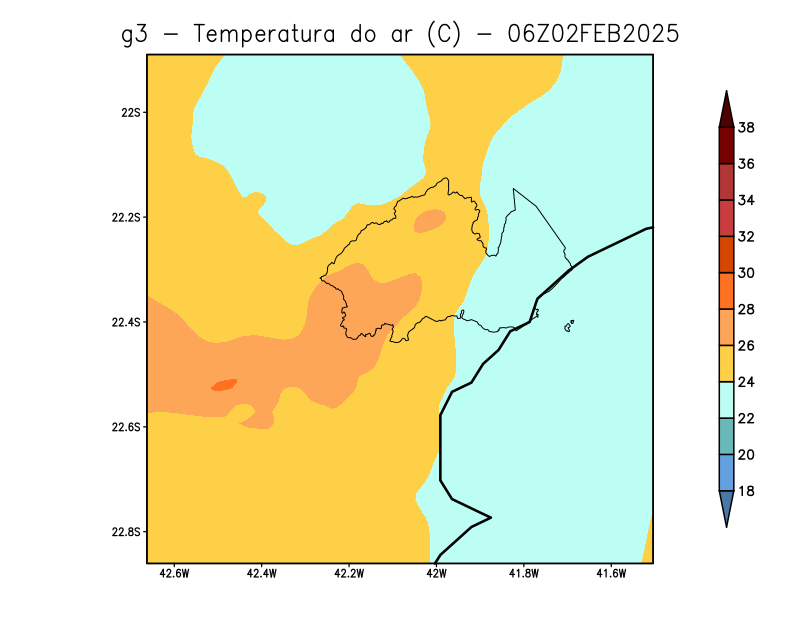 g3 − Temperatura do ar (C) − 06Z02FEB2025
22S
22.2S
22.4S
22.6S
22.8S
42.6W
42.4W
42.2W
42W
41.8W
41.6W
38
36
34
32
30
28
26
24
22
20
18